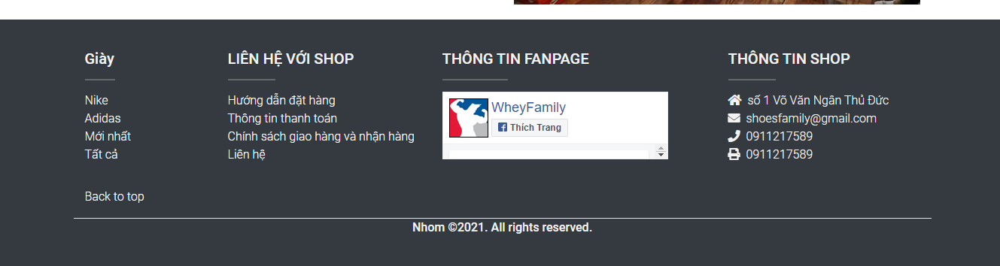 Giày
Nike
Adidas
Mới nhất
Tất cả
LIÊN HỆ VỚI SHOP
Hướng dẫn đặt hàng
Thông tin thanh toán
Chính sách giao hàng và nhận hàng
Liên hệ
THÔNG TIN FANPAGE
WheyFamily
Thích Trang
THÔNG TIN SHOP
số 1 Võ Văn Ngân Thủ Đức
shoesfamily@gmail.com
0911217589
0911217589
Back to top
Nhom ©2021. All rights reserved.